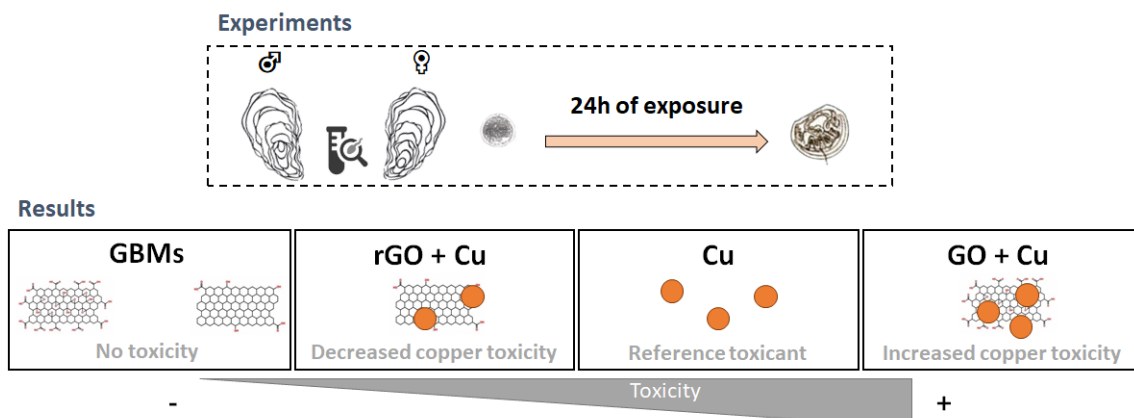 Experiments
♂ ♀
24h of exposure
Results
GBMs
No toxicity
rGO + Cu
Decreased copper toxicity
Cu
Reference toxicant
GO + Cu
Increased copper toxicity
Toxicity
- +